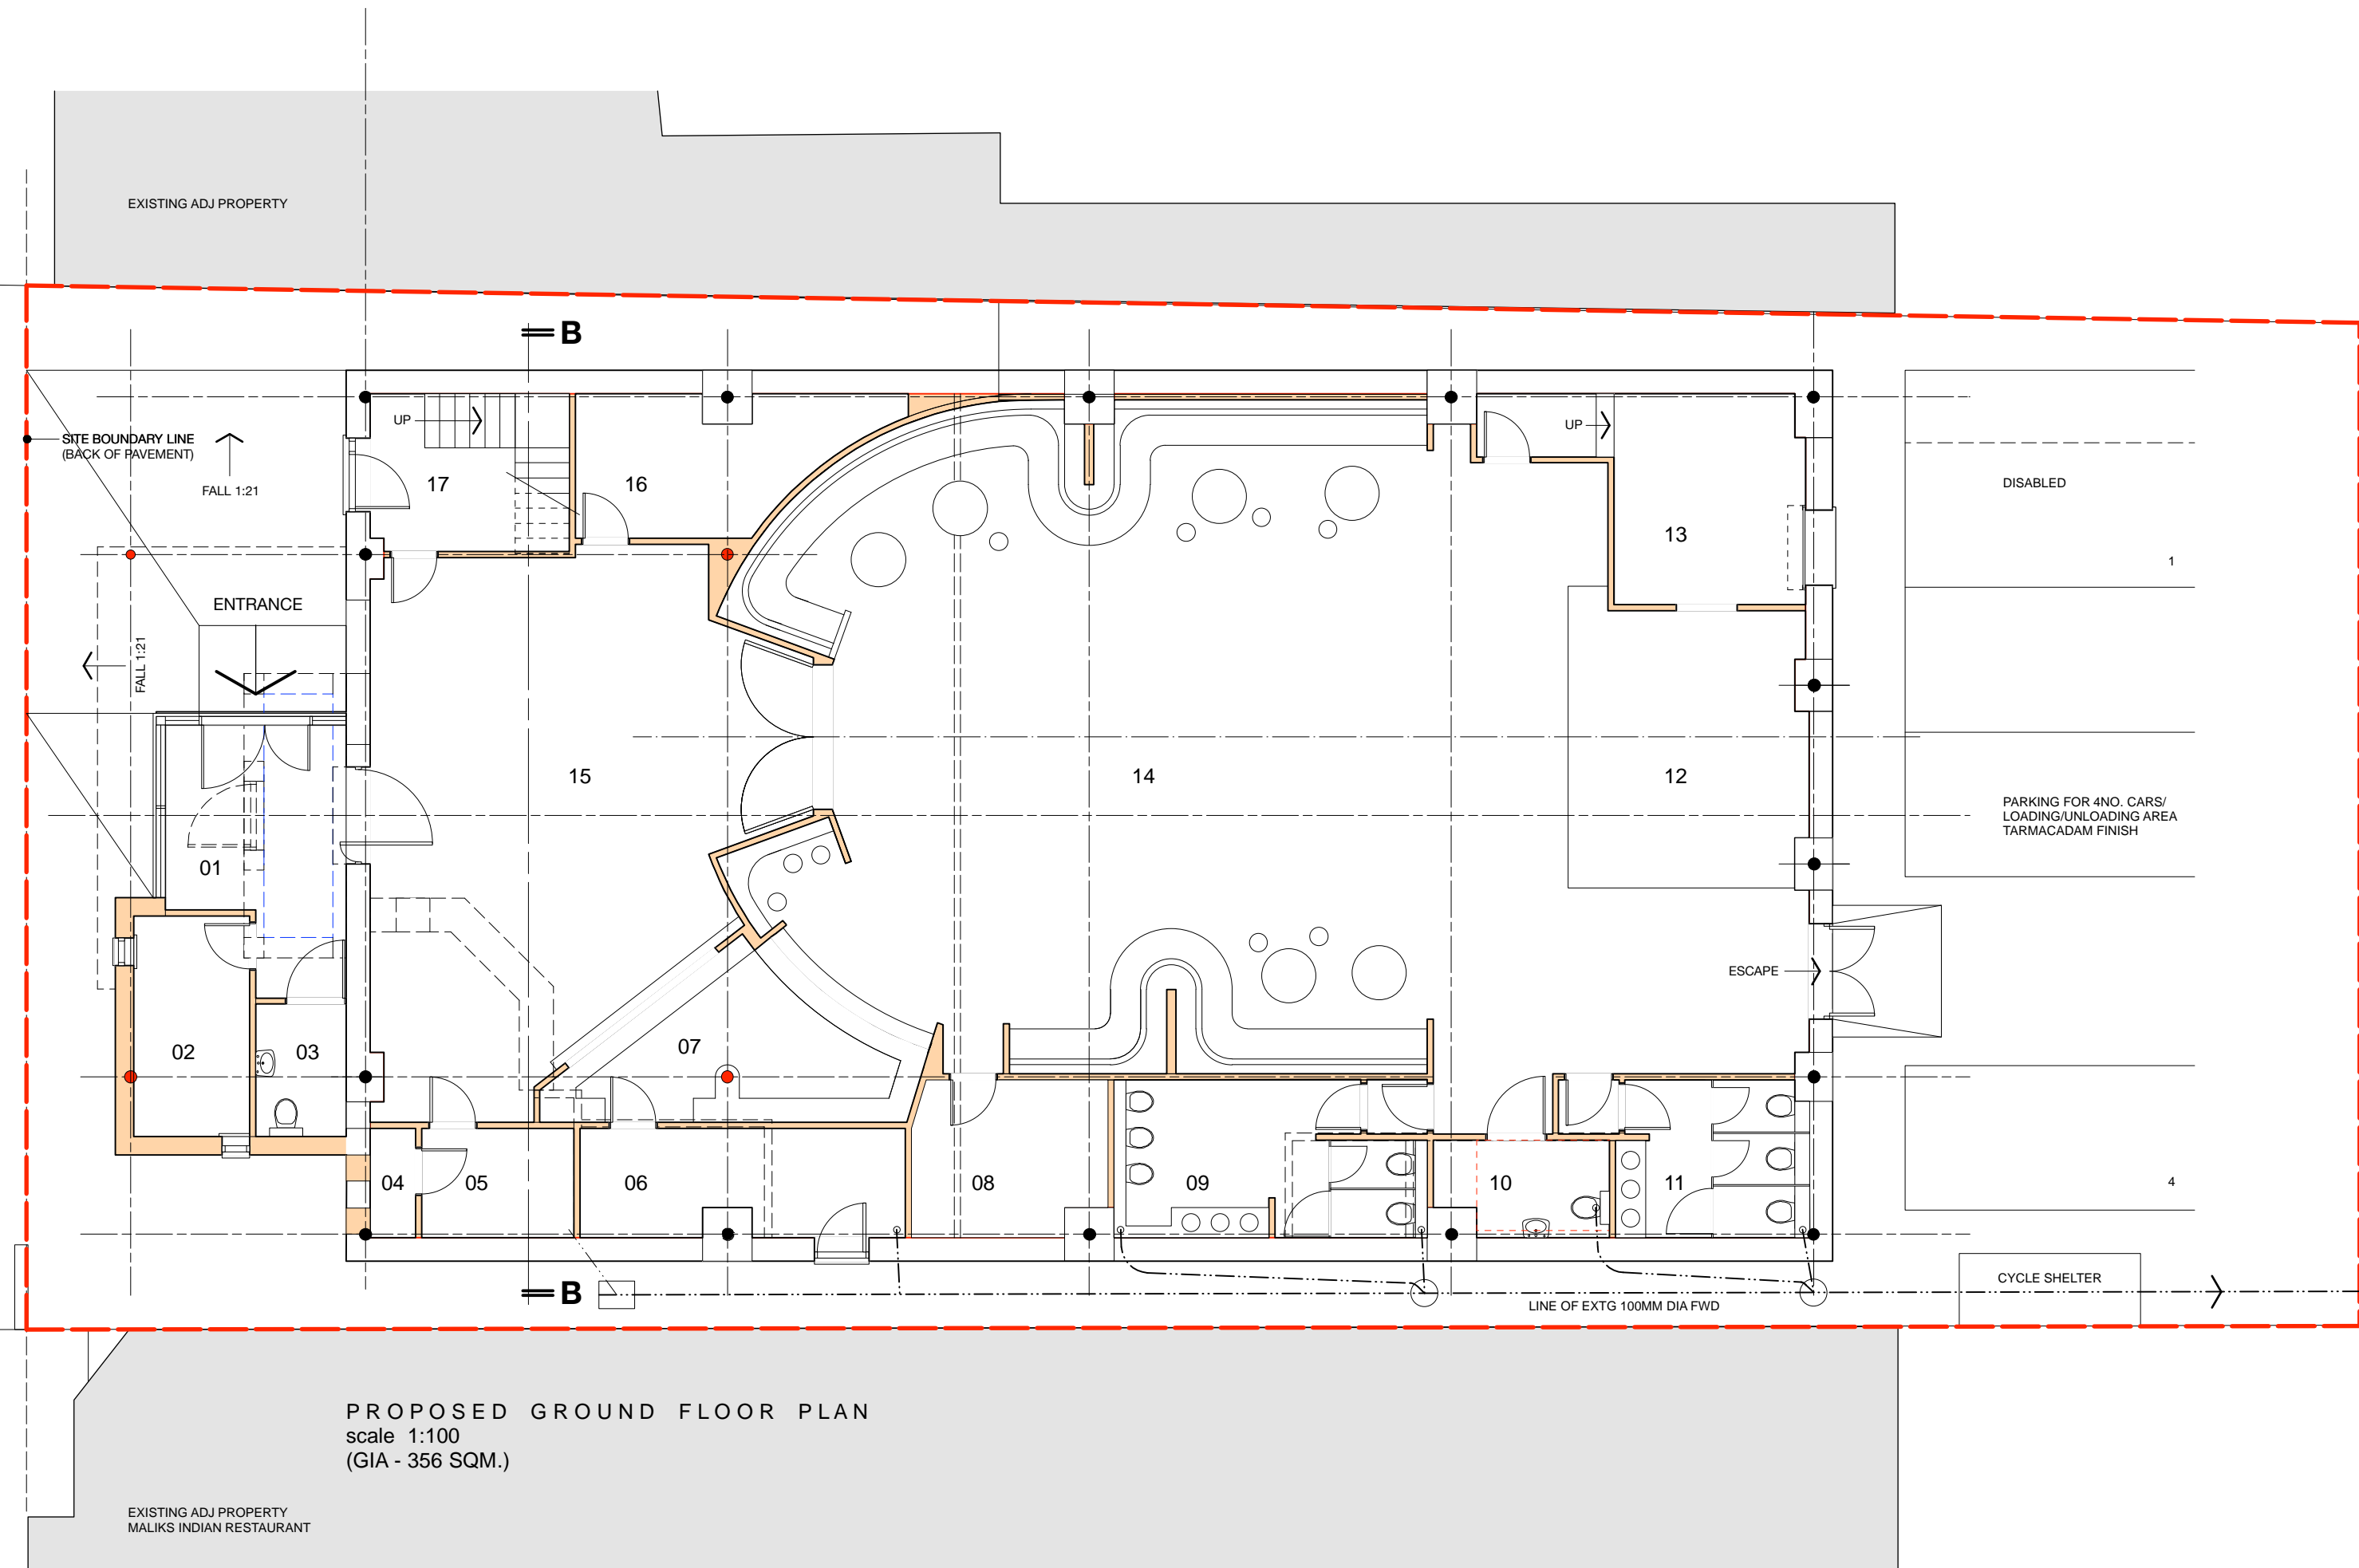 EXISTING ADJ PROPERTY
B
UP
UP
SITE BOUNDARY LINE
(BACK OF PAVEMENT)
FALL 1:21
17
16
DISABLED
13
1
ENTRANCE
FALL 1:21
15
14
12
PARKING FOR 4NO. CARS/
LOADING/UNLOADING AREA
TARMACADAM FINISH
01
ESCAPE
02
03
07
04
05
06
08
09
10
11
4
B
CYCLE SHELTER
LINE OF EXTG 100MM DIA FWD
PROPOSED GROUND FLOOR PLAN
scale 1:100
(GIA - 356 SQM.)
EXISTING ADJ PROPERTY
MALIKS INDIAN RESTAURANT